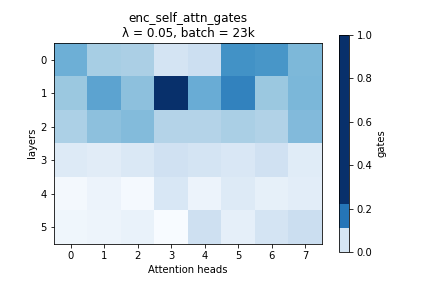 enc_self_attn_gates
λ = 0.05, batch = 23k
0
1
2
3
4
5
layers
0 1 2 3 4 5 6 7
Attention heads
1.0
0.8
0.6
0.4
0.2
0.0
gates